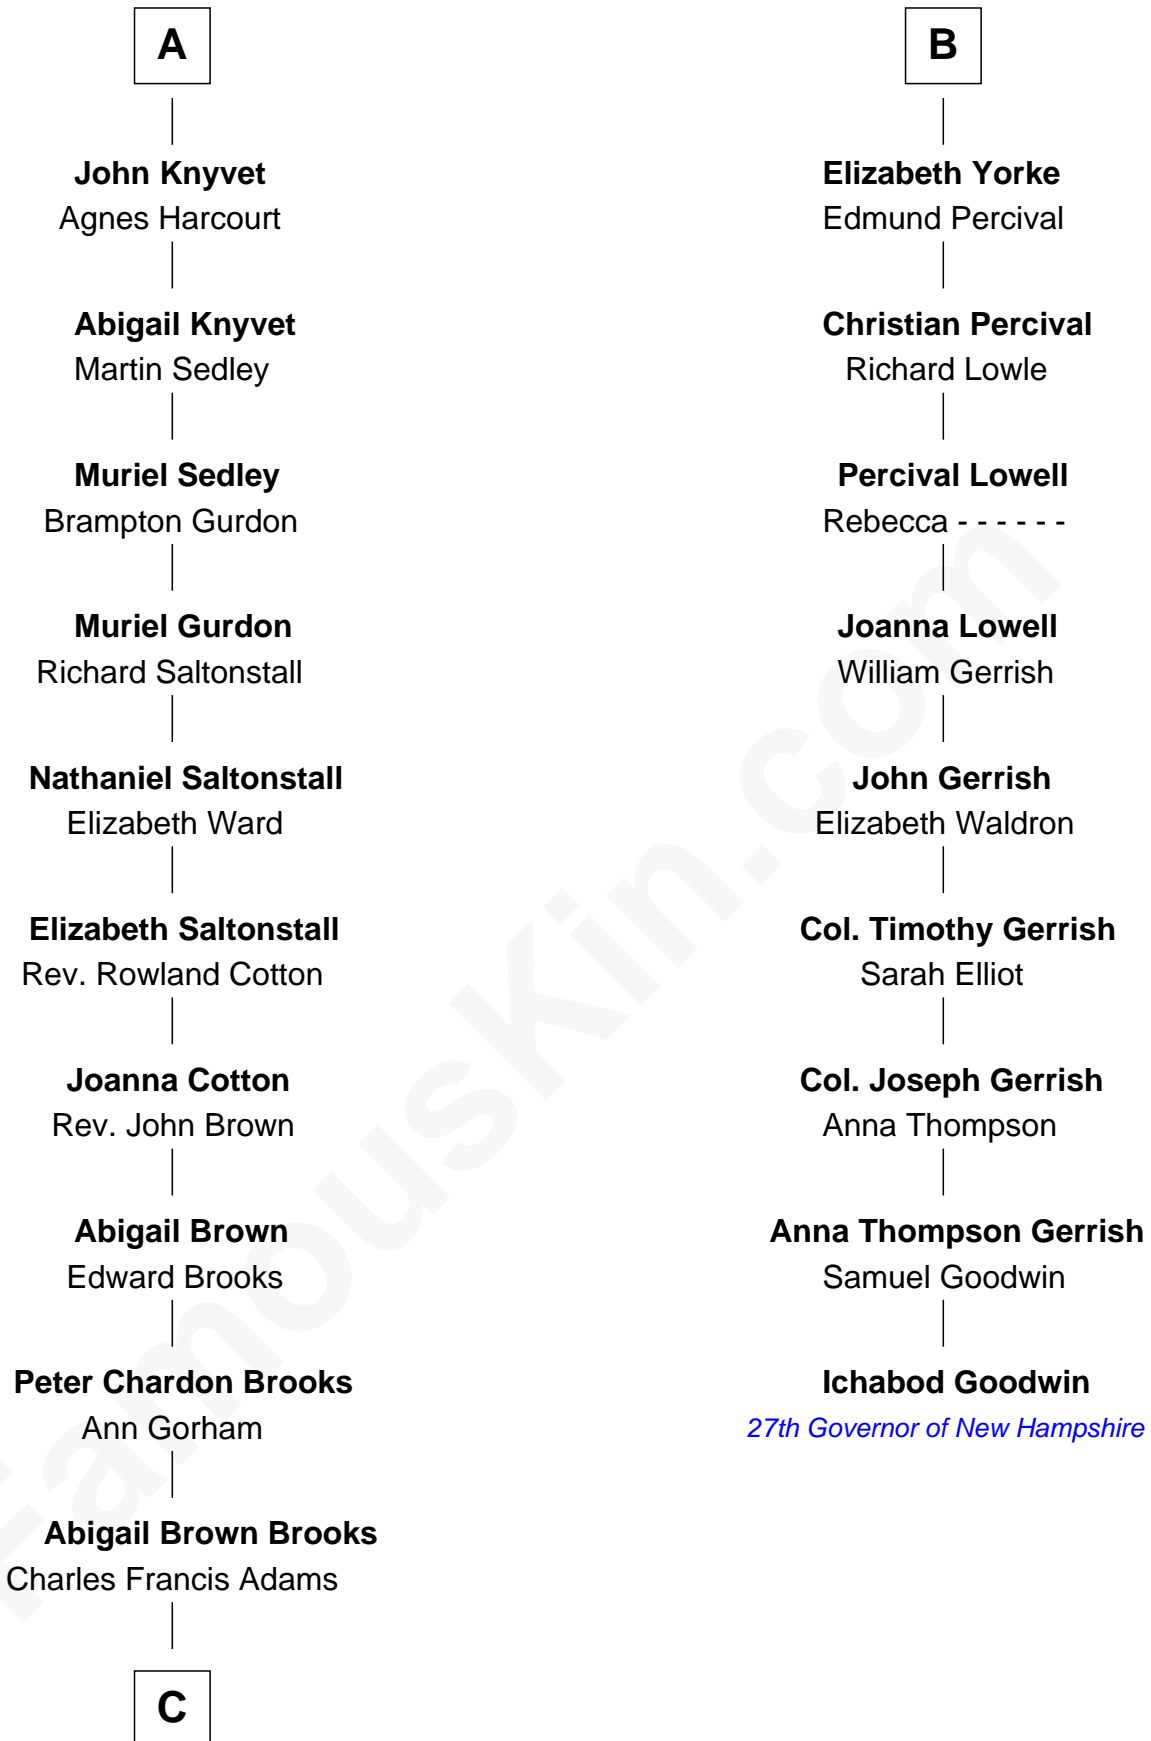 A
John Knyvet
Agnes Harcourt
Abigail Knyvet
Martin Sedley
Muriel Sedley
Brampton Gurdon
Muriel Gurdon
Richard Saltonstall
Nathaniel Saltonstall
Elizabeth Ward
Elizabeth Saltonstall
Rev. Rowland Cotton
Joanna Cotton
Rev. John Brown
Abigail Brown
Edward Brooks
Peter Chardon Brooks
Ann Gorham
Abigail Brown Brooks
Charles Francis Adams
C
B
Elizabeth Yorke
Edmund Percival
Christian Percival
Richard Lowle
Percival Lowell
Rebecca - - - - - -
Joanna Lowell
William Gerrish
John Gerrish
Elizabeth Waldron
Col. Timothy Gerrish
Sarah Elliot
Col. Joseph Gerrish
Anna Thompson
Anna Thompson Gerrish
Samuel Goodwin
Ichabod Goodwin
27th Governor of New Hampshire
FamousKin.com